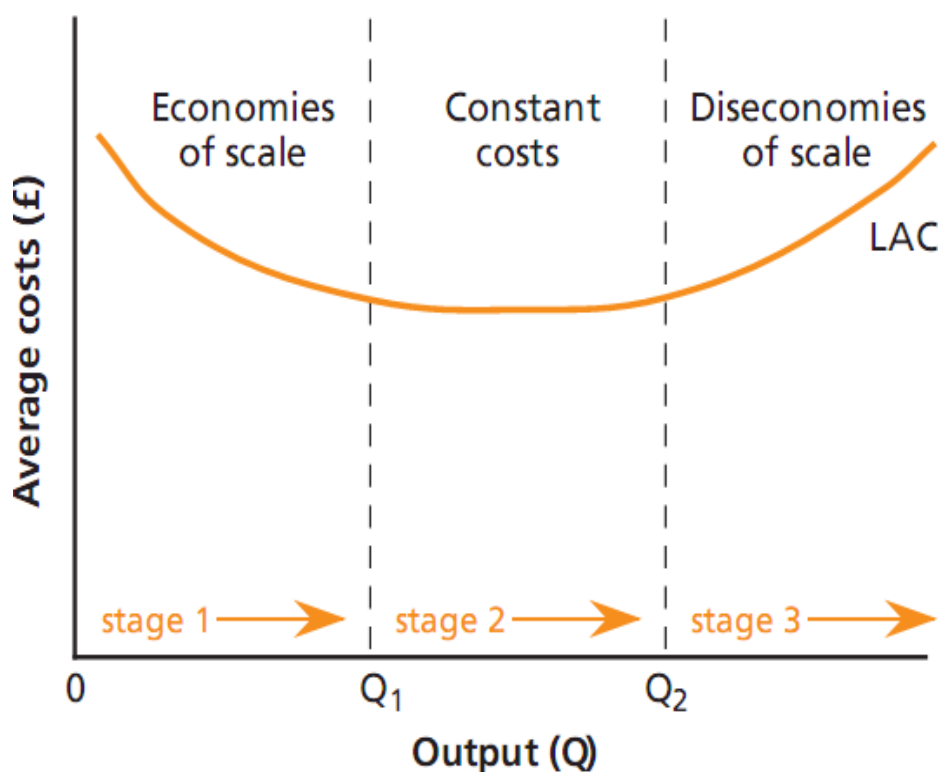 Average costs (£)
Economies
of scale
Constant
costs
Diseconomies
of scale
LAC
stage 1
stage 2
stage 3
0
Q₁
Q₂
Output (Q)